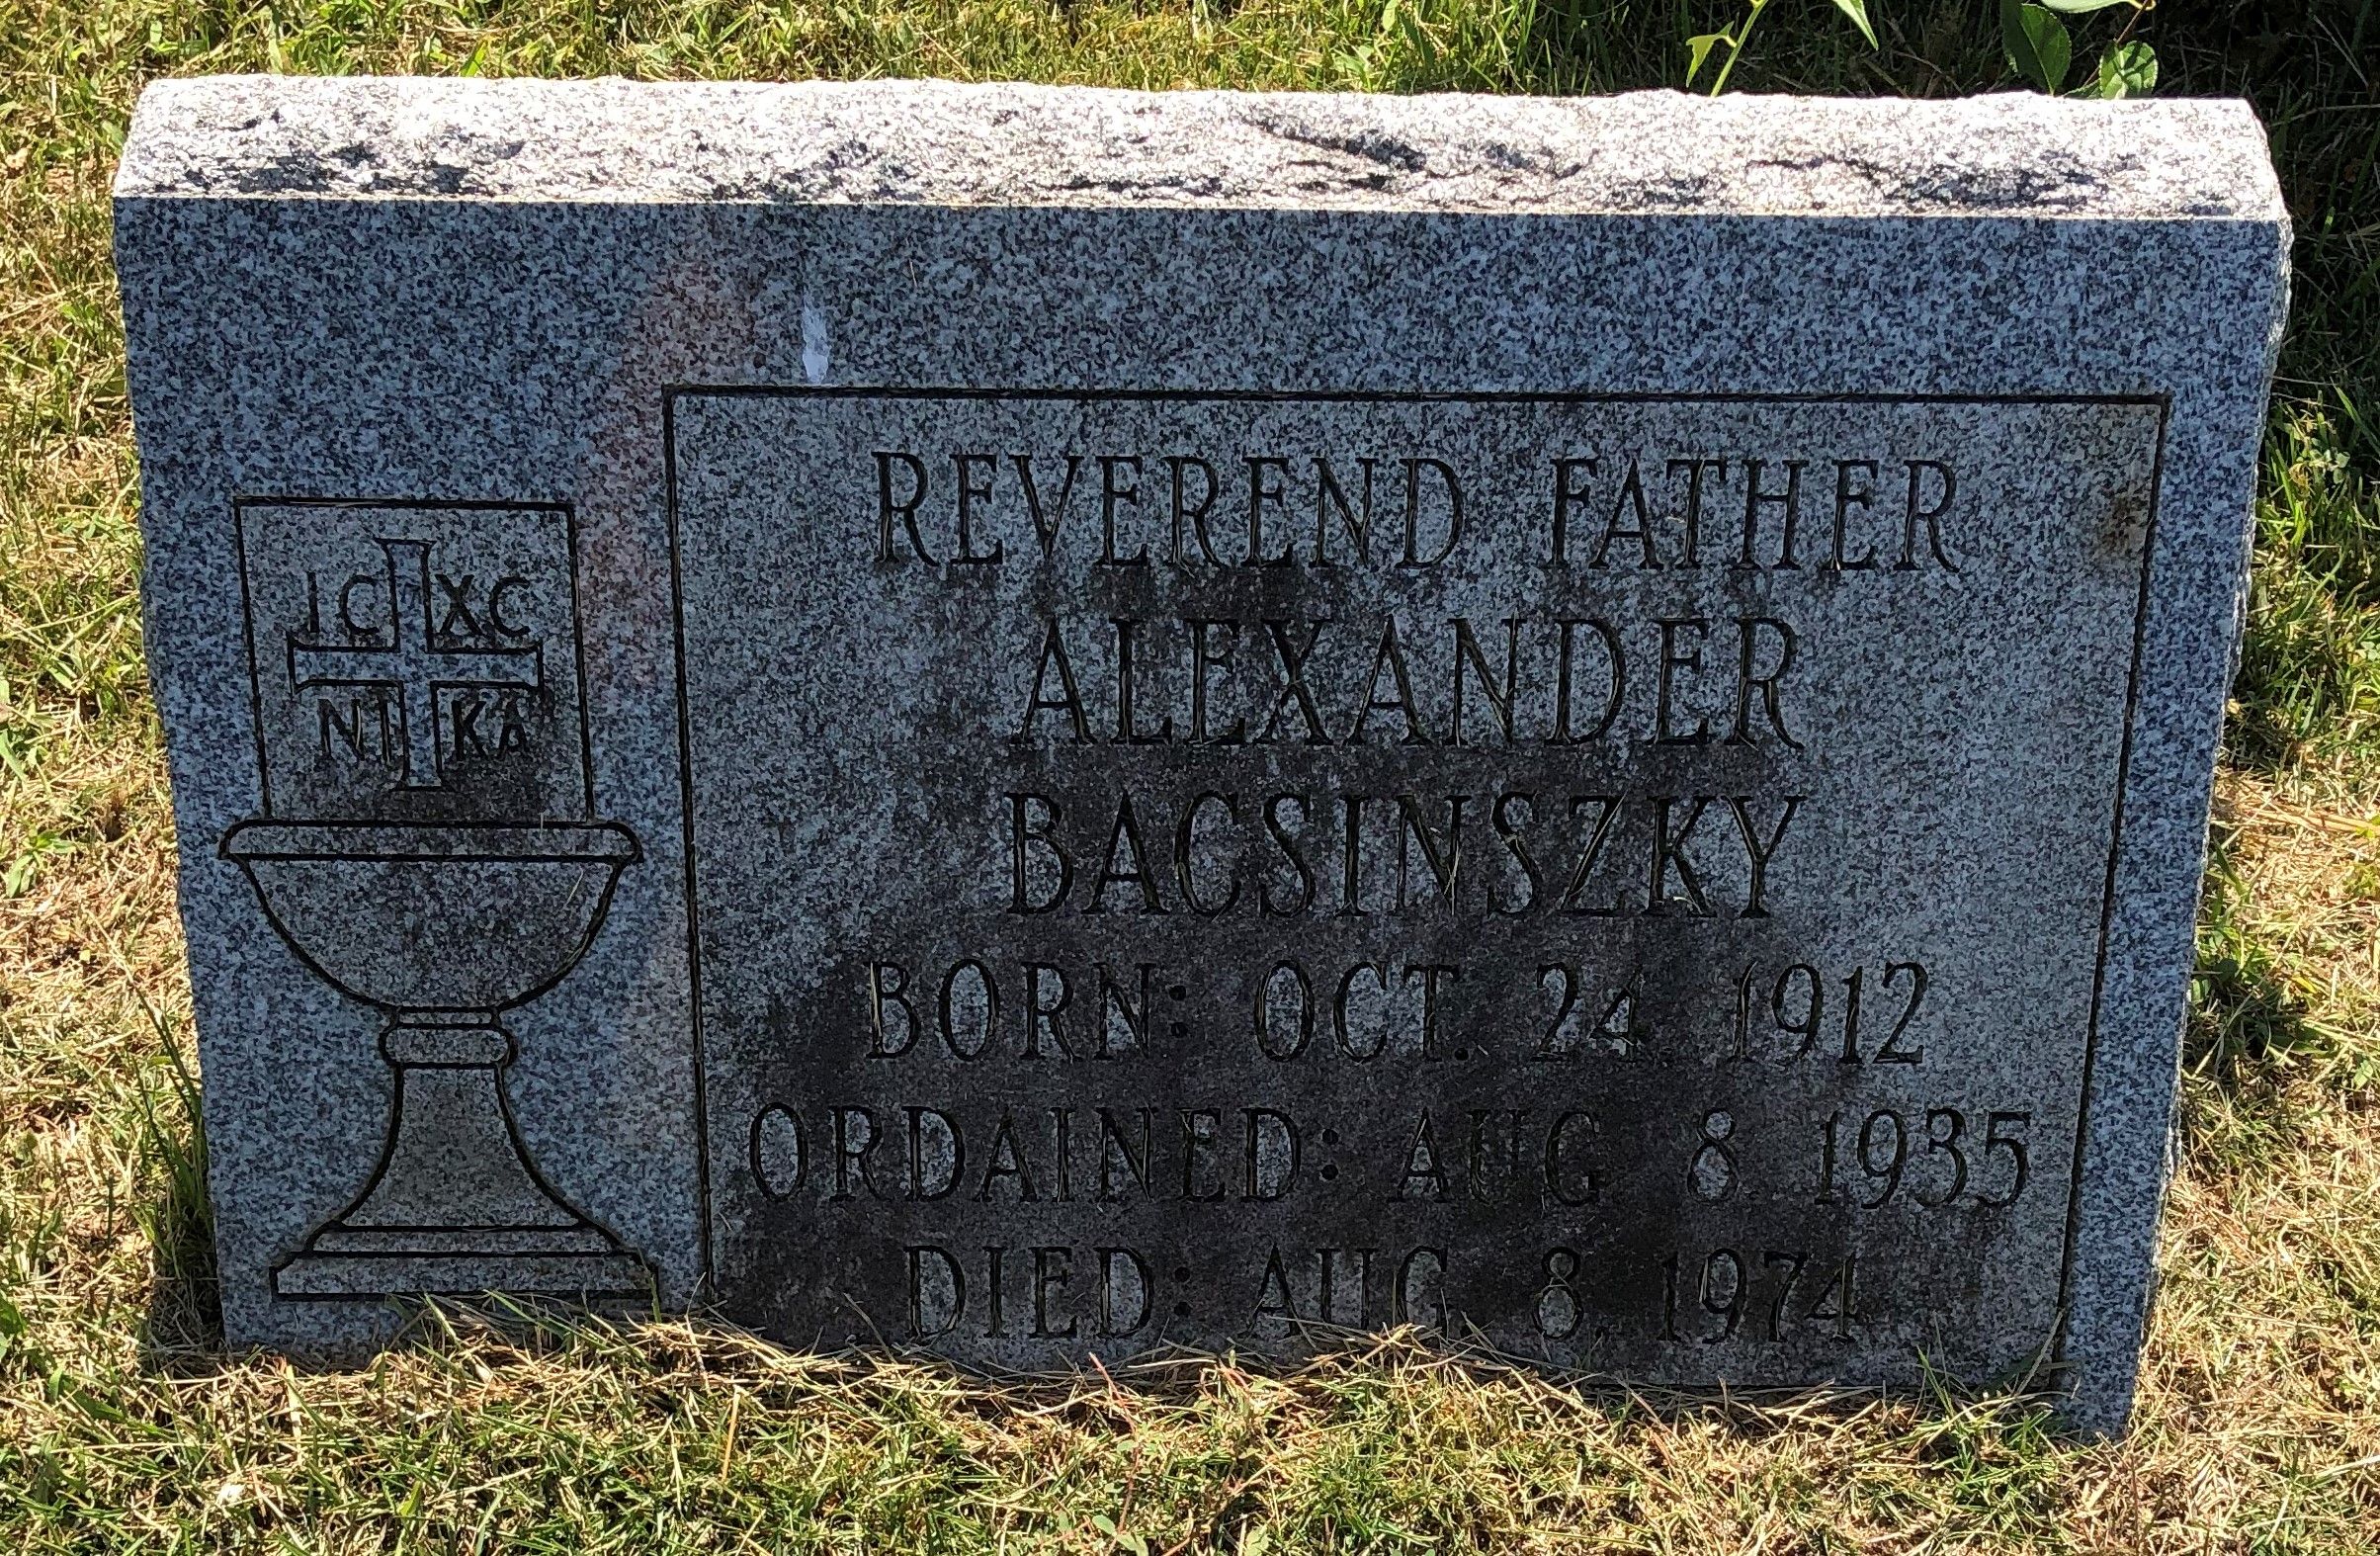 IC XC
NI KA
REVEREND FATHER
ALEXANDER
BACSINSZKY
BORN: OCT. 24 1912
ORDAINED: AUG 8 1935
DIED: AUG 8 1974